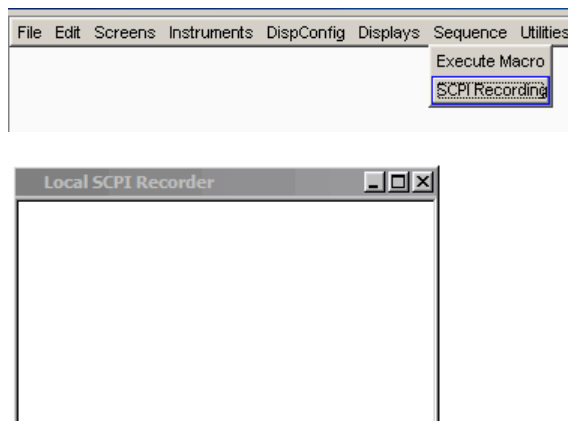 File Edit Screens Instruments DispConfig Displays Sequence Utilities
Execute Macro
SCPI Recording
Local SCPI Recorder